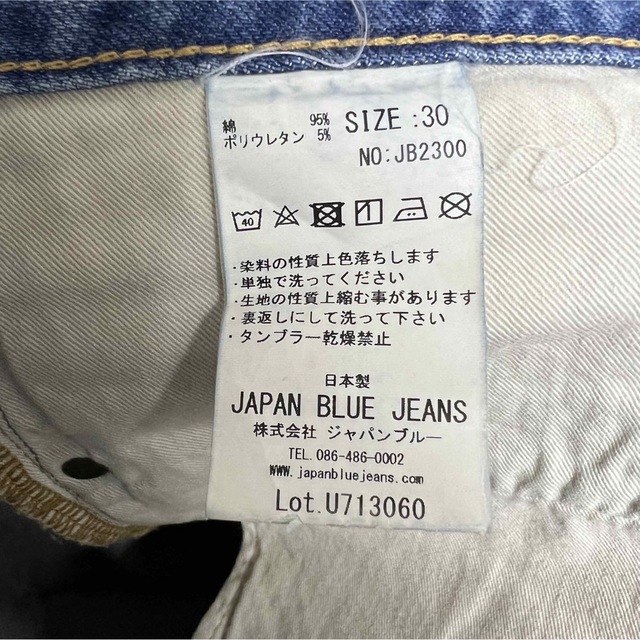 綿 95% SIZE :30
ポリウレタン 5%
NO:JB2300
40
・染料の性質上色落ちします
・単独で洗ってください
・生地の性質上縮む事があります
・裏返しにして洗って下さい
・タンブラー乾燥禁止
日本製
JAPAN BLUE JEANS
株式会社 ジャパンブルー
TEL. 086-486-0002
WWW. japanbluejeans.com
Lot.U713060